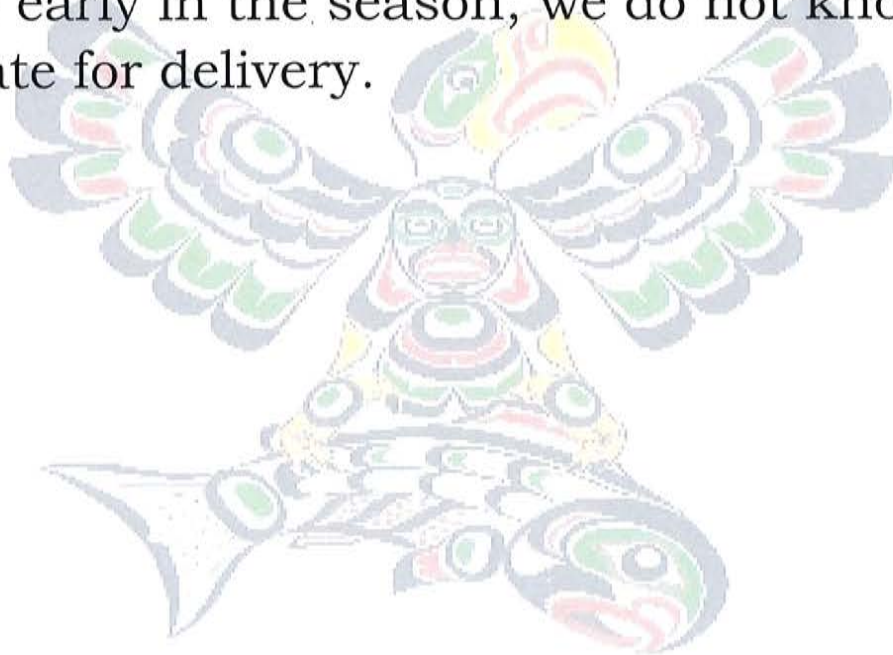 early in the season, we do not
for delivery.